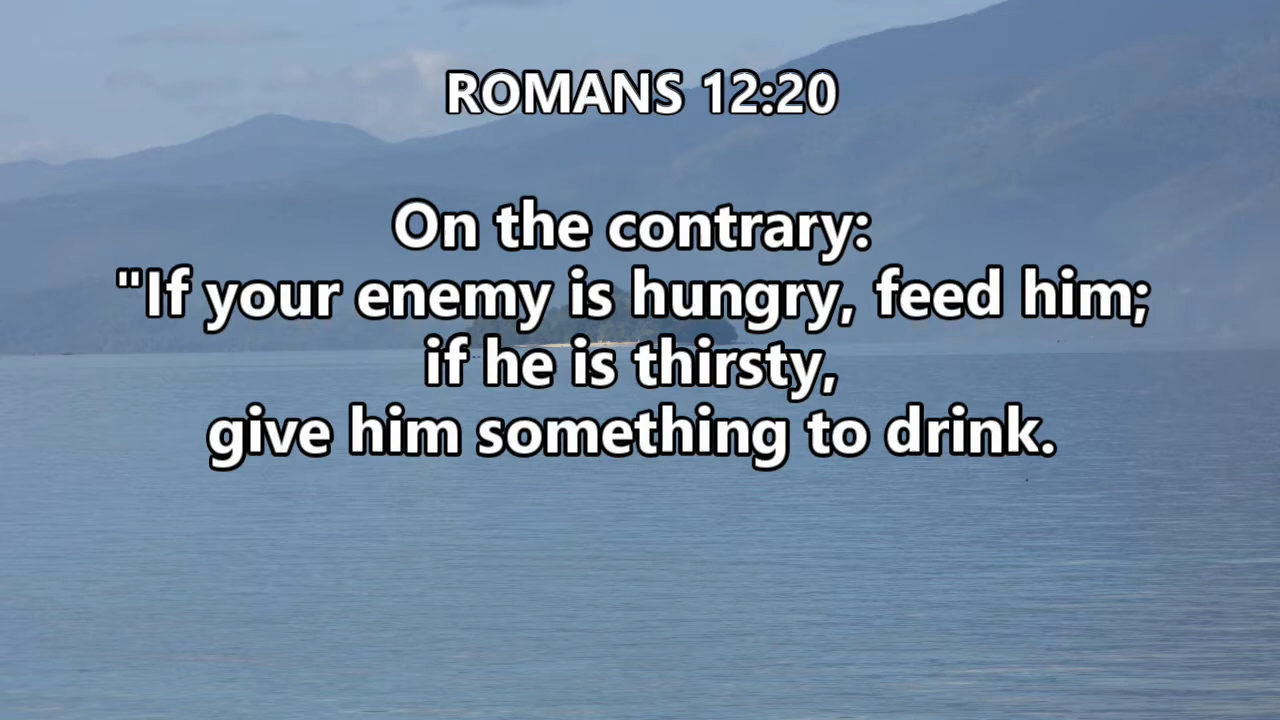 ROMANS 12:20
On the contrary:
"If your enemy is hungry, feed him;
if he is thirsty,
give him something to drink.